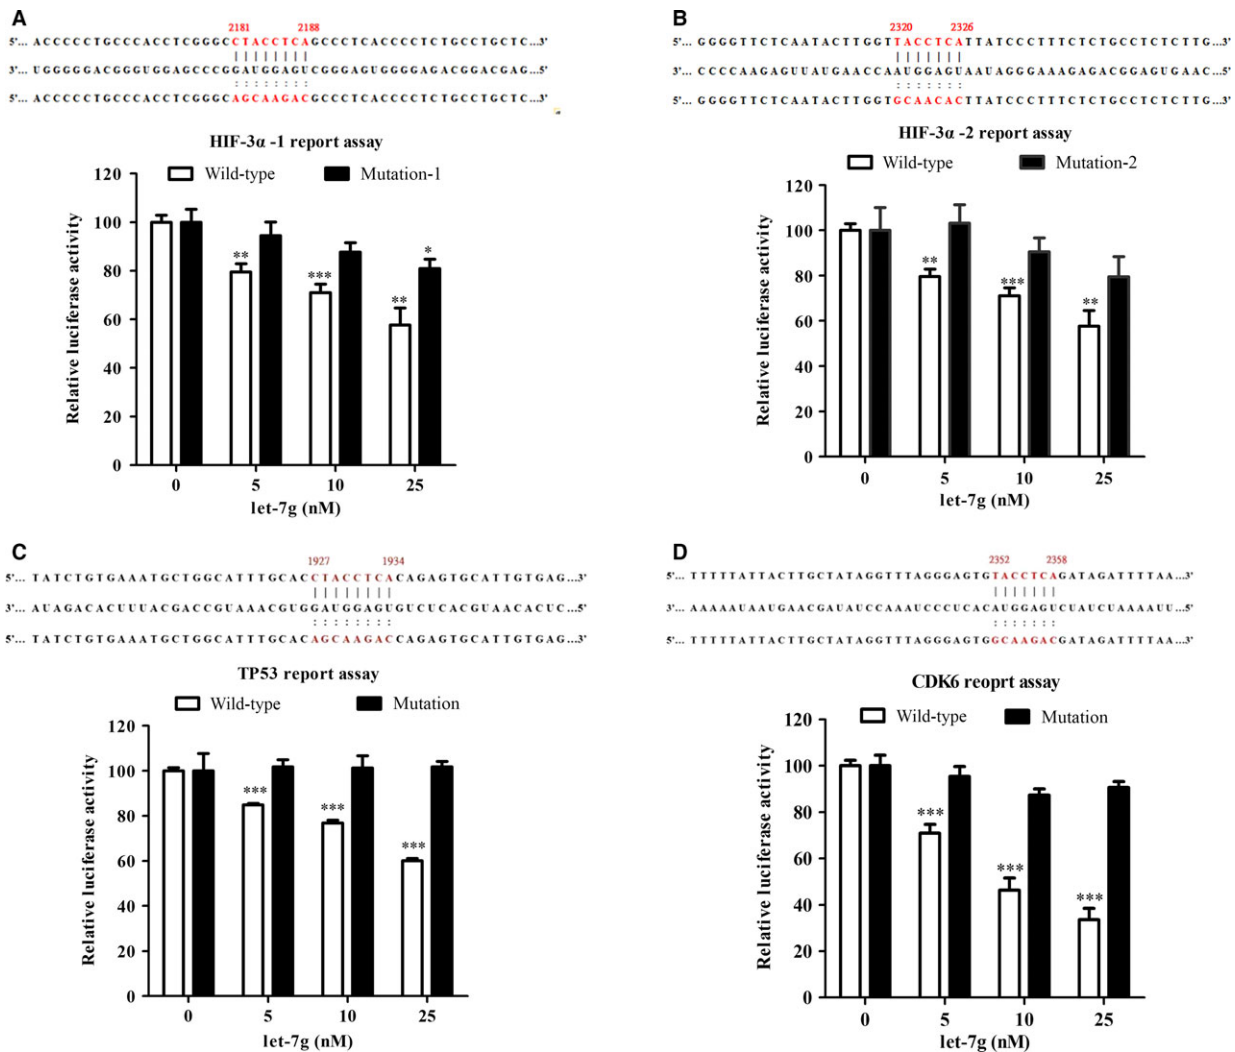 A
2181 2188
5'... ACCCCCTGCCCACCTCGGGCCTACCTCAGCCCTCACCCCTCTGCCTGCTC...3'
3'...UGGGGGACGGGUGGAGCCCGGAUGGAGUCGGGAGUGGGGAGACGGACGAG...5'
5'... ACCCCCTGCCCACCTCGGGCAGCAAGACGCCCTCACCCCTCTGCCTGCTC...3'
HIF-3α -1 report assay
Wild-type Mutation-1
Relative luciferase activity
120
100
80
60
40
20
0
** *** ** *
0 5 10 25
let-7g (nM)
B
2320 2326
5'... GGGGTTCTCAATACTTGGTTACCTCATTATCCCTTTCTCTGCCTCTCTTG...3'
3'... CCCCAAGAGUUAUGAACCAAUGGAGUAAUAGGGAAAGAGACGGAGUGAAC...5'
5'... GGGGTTCTCAATACTTGGTGCAACACTTATCCCTTTCTCTGCCTCTCTTG...3'
HIF-3α -2 report assay
Wild-type Mutation-2
Relative luciferase activity
120
100
80
60
40
20
0
** *** **
0 5 10 25
let-7g (nM)
C
1927 1934
5'... TATCTGTGAAATGCTGGCATTTGCACCTACCTCACAGAGTGCATTGTGAG...3'
3'... AUAGACACUUUACGACCGUAAACGUGGAUGGAGUGUCUCACGUAACACUC...5'
5'... TATCTGTGAAATGCTGGCATTTGCACAGCAAGACCAGAGTGCATTGTGAG...3'
TP53 report assay
Wild-type Mutation
Relative luciferase activity
120
100
80
60
40
20
0
*** *** ***
0 5 10 25
let-7g (nM)
D
2352 2358
5'... TTTTTATTACTTGCTATAGGTTTAGGGAGTGTACCTCAGATAGATTTTAA...3'
3'... AAAAAUAAUGAACGAUAUCCAAAUCCCUCACAUGGAGUCUAUCUAAAAUU...5'
5'... TTTTTATTACTTGCTATAGGTTTAGGGAGTGGCAAGACGATAGATTTTAA...3'
CDK6 reoprt assay
Wild-type Mutation
Relative luciferase activity
120
100
80
60
40
20
0
*** *** ***
0 5 10 25
let-7g (nM)